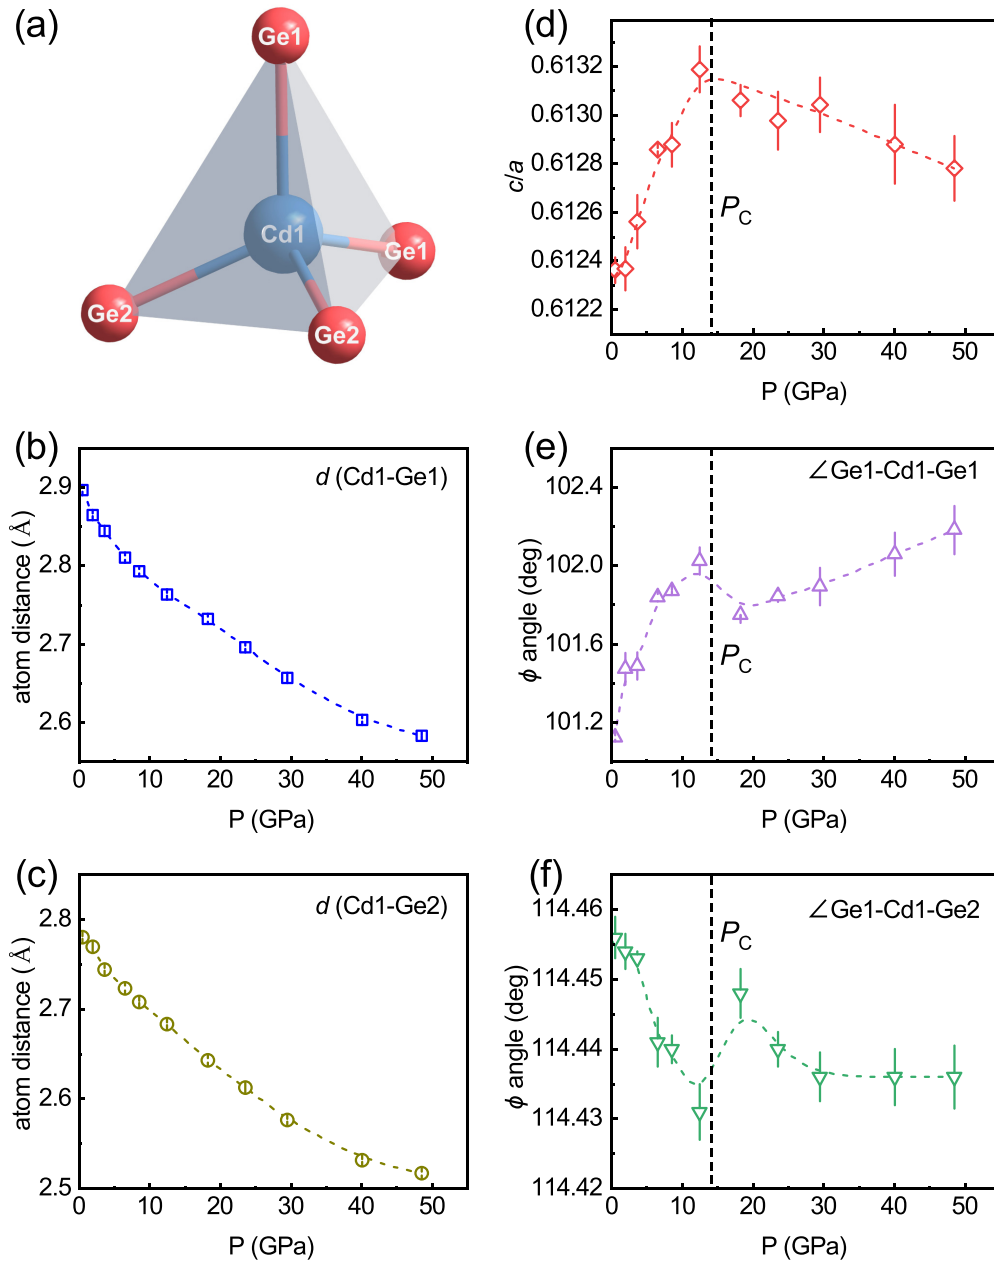 (a)
Ge1
Cd1
Ge1
Ge2
Ge2
(b)
d (Cd1-Ge1)
atom distance (Å)
2.9
2.8
2.7
2.6
0 10 20 30 40 50
P (GPa)
(c)
d (Cd1-Ge2)
atom distance (Å)
2.8
2.7
2.6
2.5
0 10 20 30 40 50
P (GPa)
(d)
c/a
0.6132
0.6130
0.6128
0.6126
0.6124
0.6122
PC
0 10 20 30 40 50
P (GPa)
(e)
∠Ge1-Cd1-Ge1
ϕ angle (deg)
102.4
102.0
101.6
101.2
PC
0 10 20 30 40 50
P (GPa)
(f)
∠Ge1-Cd1-Ge2
ϕ angle (deg)
114.46
114.45
114.44
114.43
114.42
PC
0 10 20 30 40 50
P (GPa)